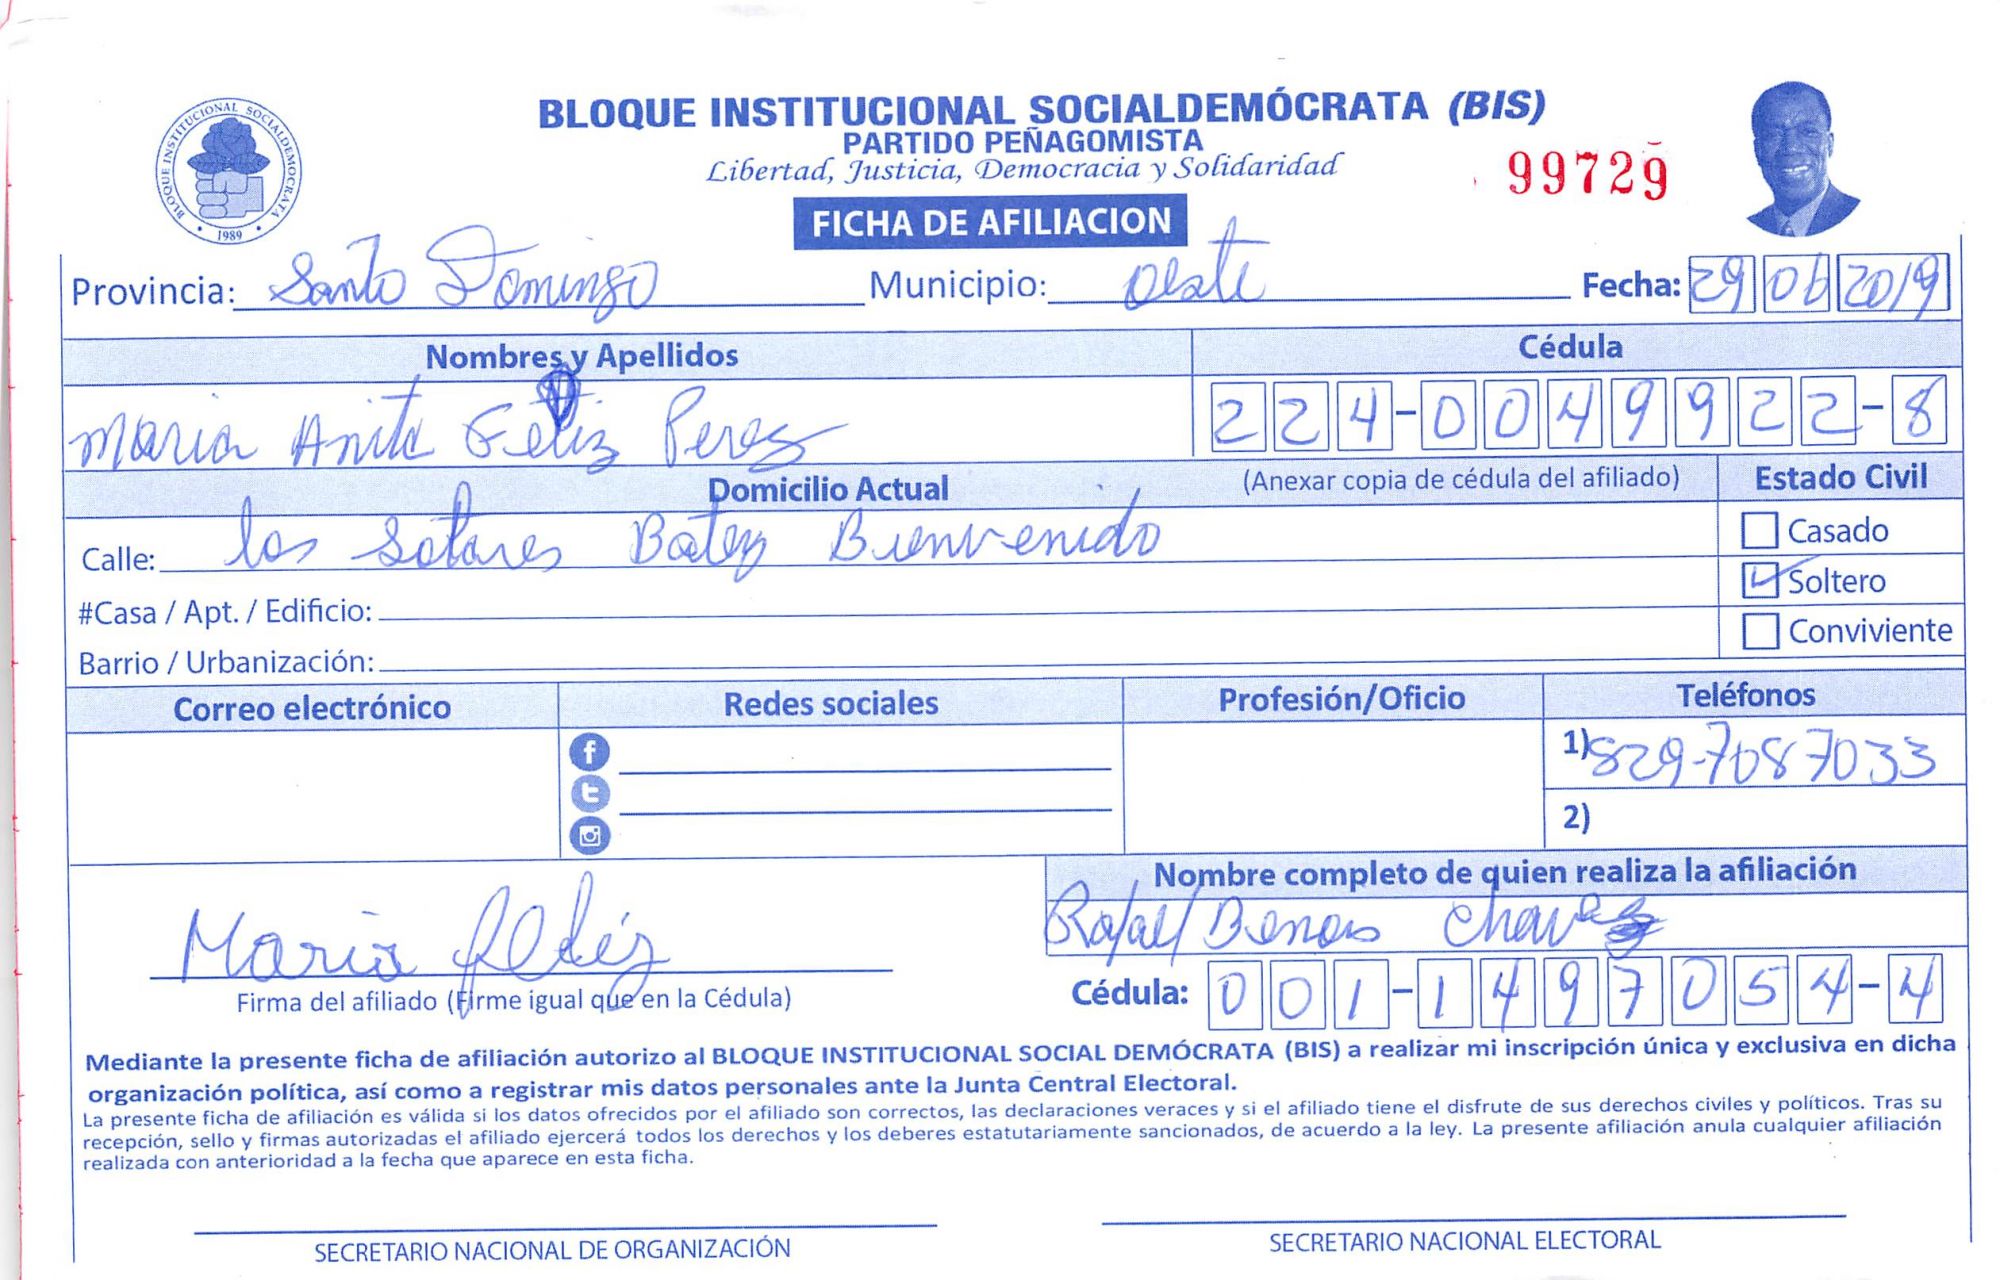 BLOQUE INSTITUCIONAL SOCIALDEMÓCRATA (BIS)
PARTIDO PEÑAGOMISTA
Libertad, Justicia, Democracia y Solidaridad
99729
BLOQUE INSTITUCIONAL SOCIALDEMOCRATA
1989
FICHA DE AFILIACION
Provincia: Santo Domingo Municipio: Oeste Fecha: 29 06 2019
Nombres y Apellidos Cédula
Maria Anita Feliz Perez 224-0049922-8
Domicilio Actual (Anexar copia de cédula del afiliado) Estado Civil
Calle: los Solares Batey Bienvenido Casado
#Casa / Apt. / Edificio: Soltero
Barrio / Urbanización: Conviviente
Correo electrónico Redes sociales Profesión/Oficio Teléfonos
1) 829-7087033
2)
Nombre completo de quien realiza la afiliación
Rafael Chavez
Maria
Firma del afiliado (Firme igual que en la Cédula) Cédula: 001-1497054-4
Mediante la presente ficha de afiliación autorizo al BLOQUE INSTITUCIONAL SOCIAL DEMÓCRATA (BIS) a realizar mi inscripción única y exclusiva en dicha
organización política, así como a registrar mis datos personales ante la Junta Central Electoral.
La presente ficha de afiliación es válida si los datos ofrecidos por el afiliado son correctos, las declaraciones veraces y si el afiliado tiene el disfrute de sus derechos civiles y políticos. Tras su
recepción, sello y firmas autorizadas el afiliado ejercerá todos los derechos y los deberes estatutariamente sancionados, de acuerdo a la ley. La presente afiliación anula cualquier afiliación
realizada con anterioridad a la fecha que aparece en esta ficha.
SECRETARIO NACIONAL DE ORGANIZACIÓN SECRETARIO NACIONAL ELECTORAL